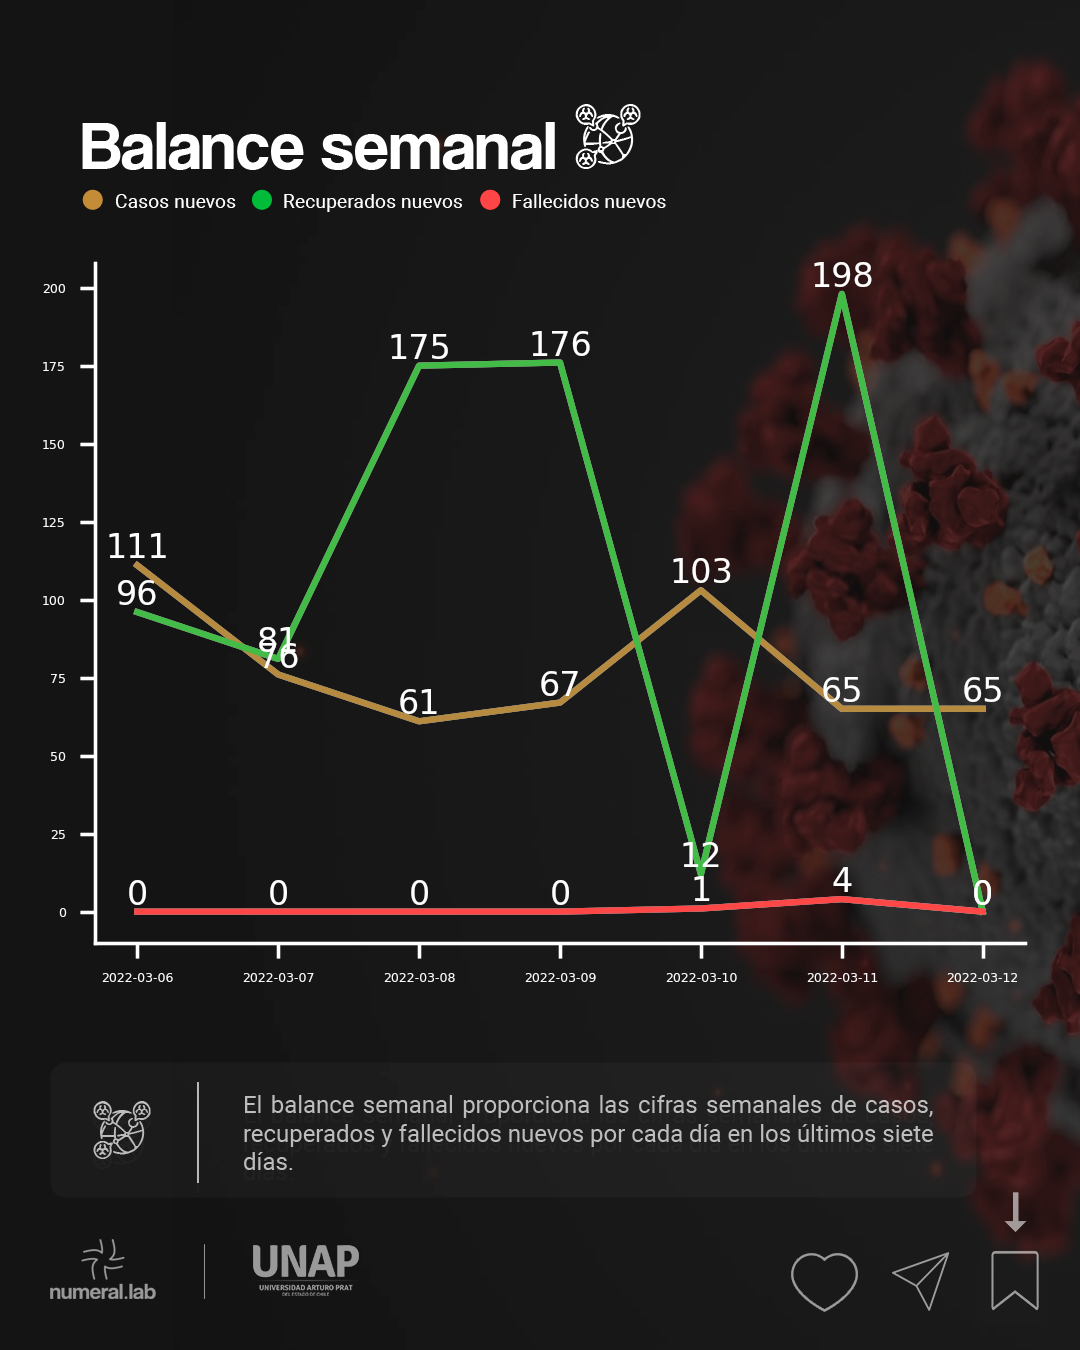 Balance semanal
Casos nuevos Recuperados nuevos Fallecidos nuevos
198
200
175 176
175
150
125
111
103
96
100
81
76
75
61 67 65 65
50
25
12
0 0 0 0 1 4 0
0
2022-03-06 2022-03-07 2022-03-08 2022-03-09 2022-03-10 2022-03-11 2022-03-12
El balance semanal proporciona las cifras semanales de casos,
recuperados y fallecidos nuevos por cada día en los últimos siete
días.
numeral.lab
UNAP
UNIVERSIDAD ARTURO PRAT
DEL ESTADO DE CHILE